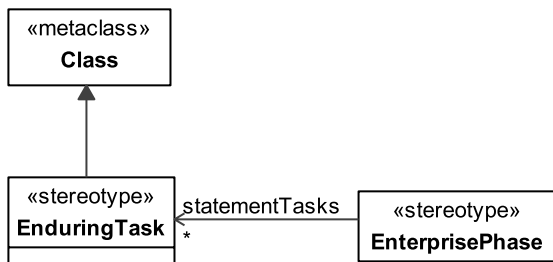 «metaclass»
Class
«stereotype»
EnduringTask
statementTasks
*
«stereotype»
EnterprisePhase